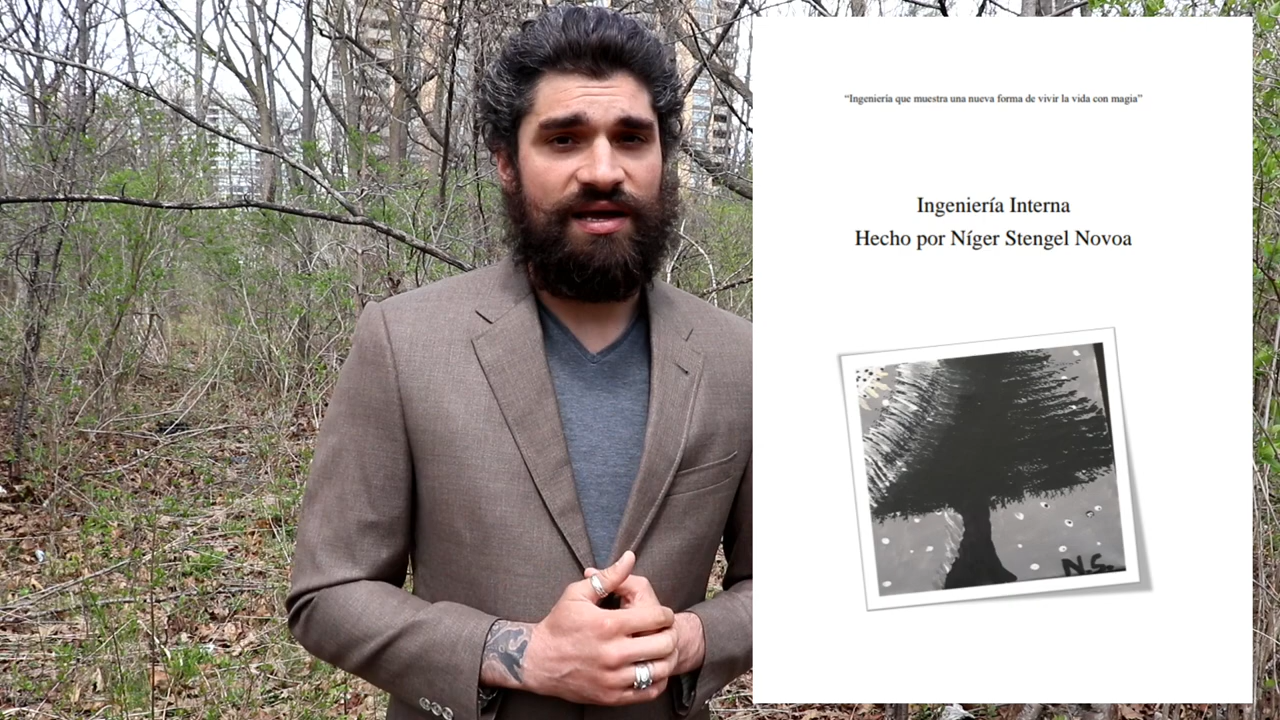 “Ingeniería que muestra una nueva forma de vivir la vida con magia”
Ingeniería Interna
Hecho por Níger Stengel Novoa
N.S.